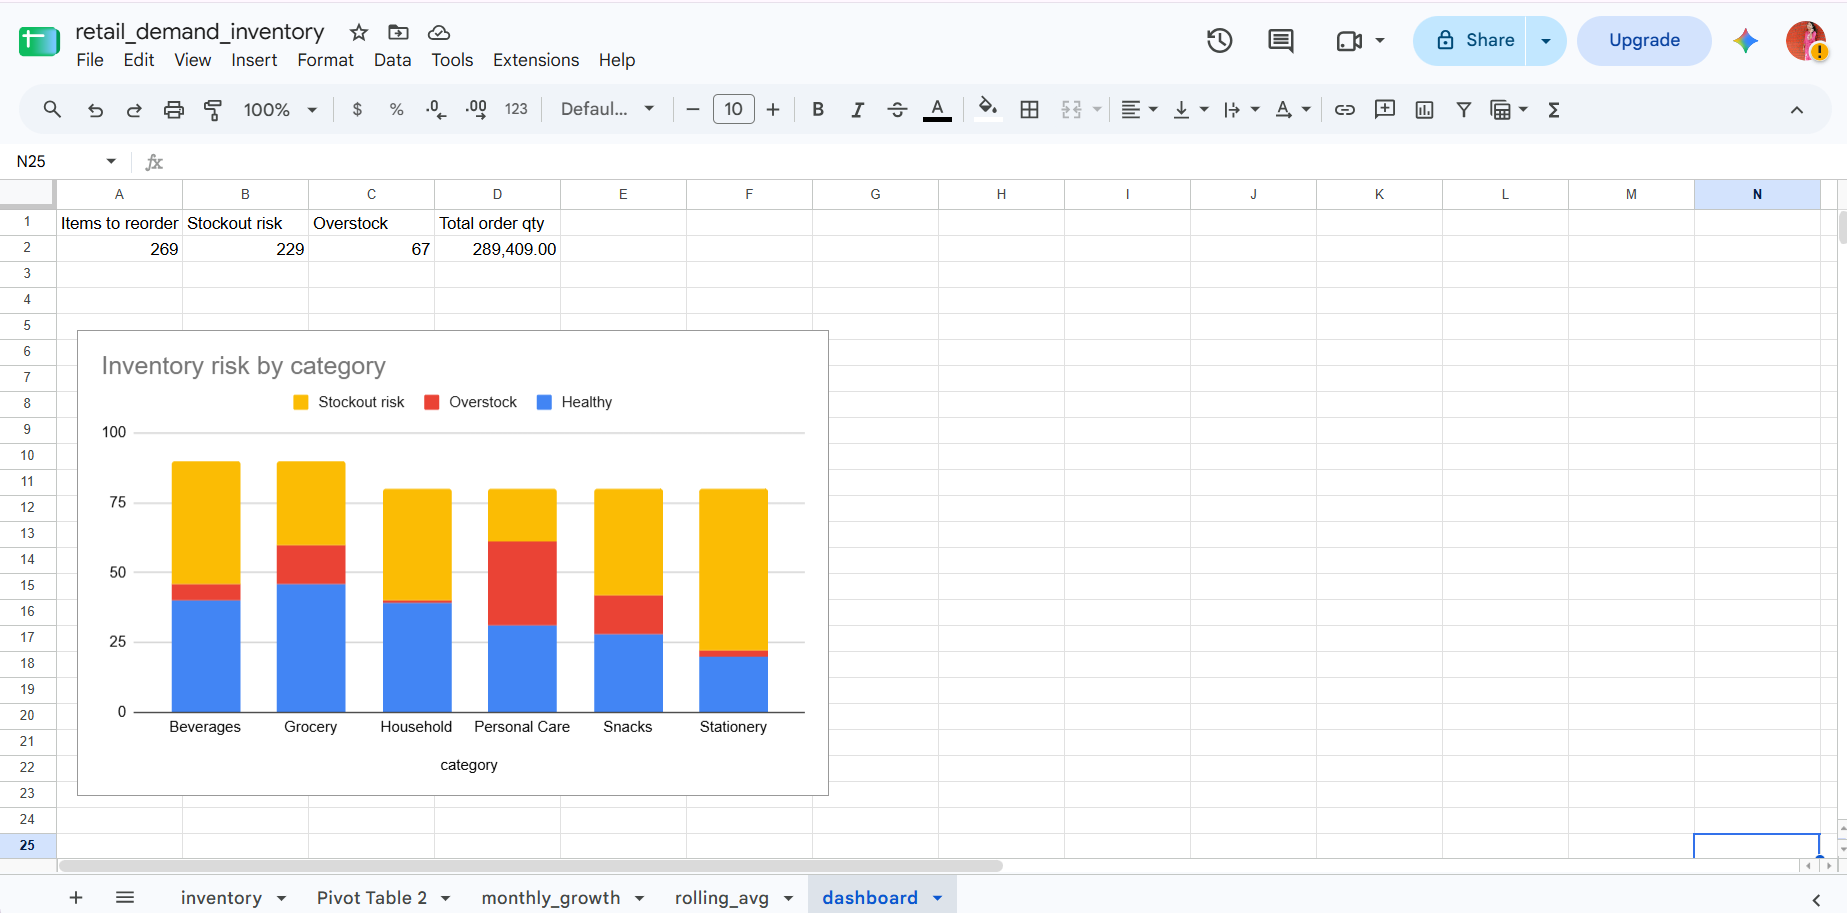 retail_demand_inventory
File Edit View Insert Format Data Tools Extensions Help
Share
Upgrade
100% $ % .0 .00 123 Defaul... 10 B I S A
N25 fx
A B C D E F G H I J K L M N
1 Items to reorder Stockout risk Overstock Total order qty
2 269 229 67 289,409.00
3
4
5
6
7
8
9
10
11
12
13
14
15
16
17
18
19
20
21
22
23
24
25
Inventory risk by category
Stockout risk Overstock Healthy
100
75
50
25
0
Beverages Grocery Household Personal Care Snacks Stationery
category
+ inventory Pivot Table 2 monthly_growth rolling_avg dashboard